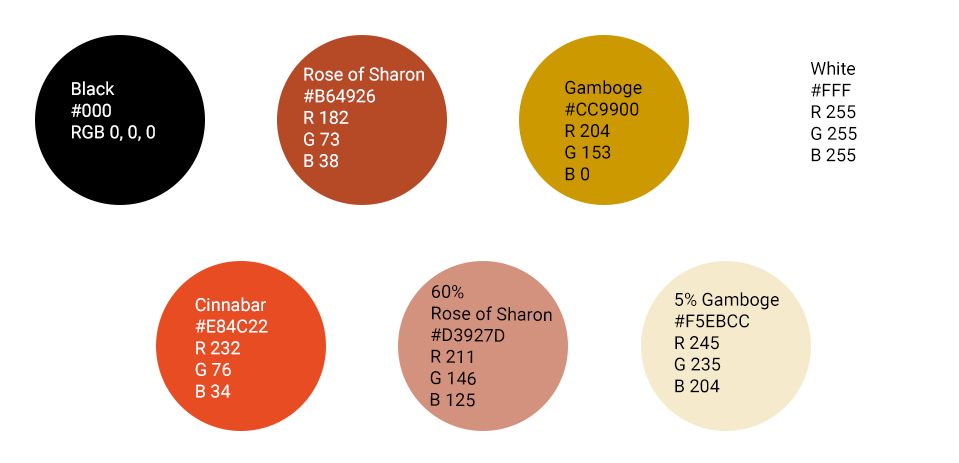 Black
#000
RGB 0, 0, 0
Rose of Sharon
#B64926
R 182
G 73
B 38
Gamboge
#CC9900
R 204
G 153
B 0
White
#FFF
R 255
G 255
B 255
Cinnabar
#E84C22
R 232
G 76
B 34
60%
Rose of Sharon
#D3927D
R 211
G 146
B 125
5% Gamboge
#F5EBCC
R 245
G 235
B 204